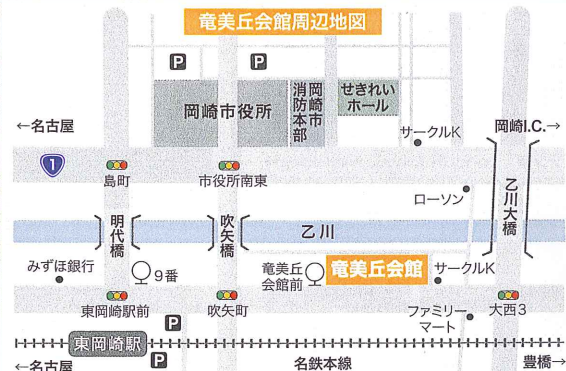 竜美丘会館周辺地図
P
P
岡崎市役所
岡崎市
消防本部
せきれい
ホール
←名古屋
岡崎I.C.→
サークルK
1
島町
市役所南東
ローソン
明代橋
吹矢橋
乙川
乙川大橋
みずほ銀行
9番
竜美丘
会館前
竜美丘会館
サークルK
東岡崎駅前
吹矢町
ファミリー
マート
大西3
P
東岡崎駅
P
←名古屋
名鉄本線
豊橋→